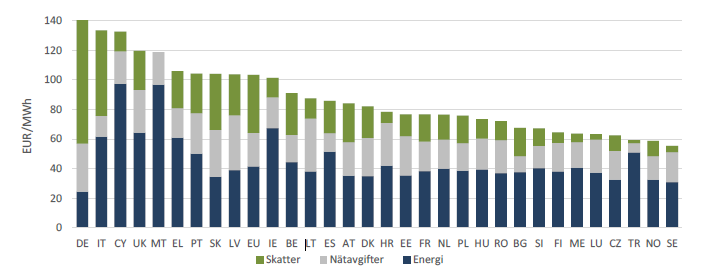 140
120
100
80
60
40
20
0
EUR/MWh
DE IT CY UK MT EL PT SK LV EU IE BE LT ES AT DK HR EE FR NL PL HU RO BG SI FI ME LU CZ TR NO SE
Skatter Nätavgifter Energi